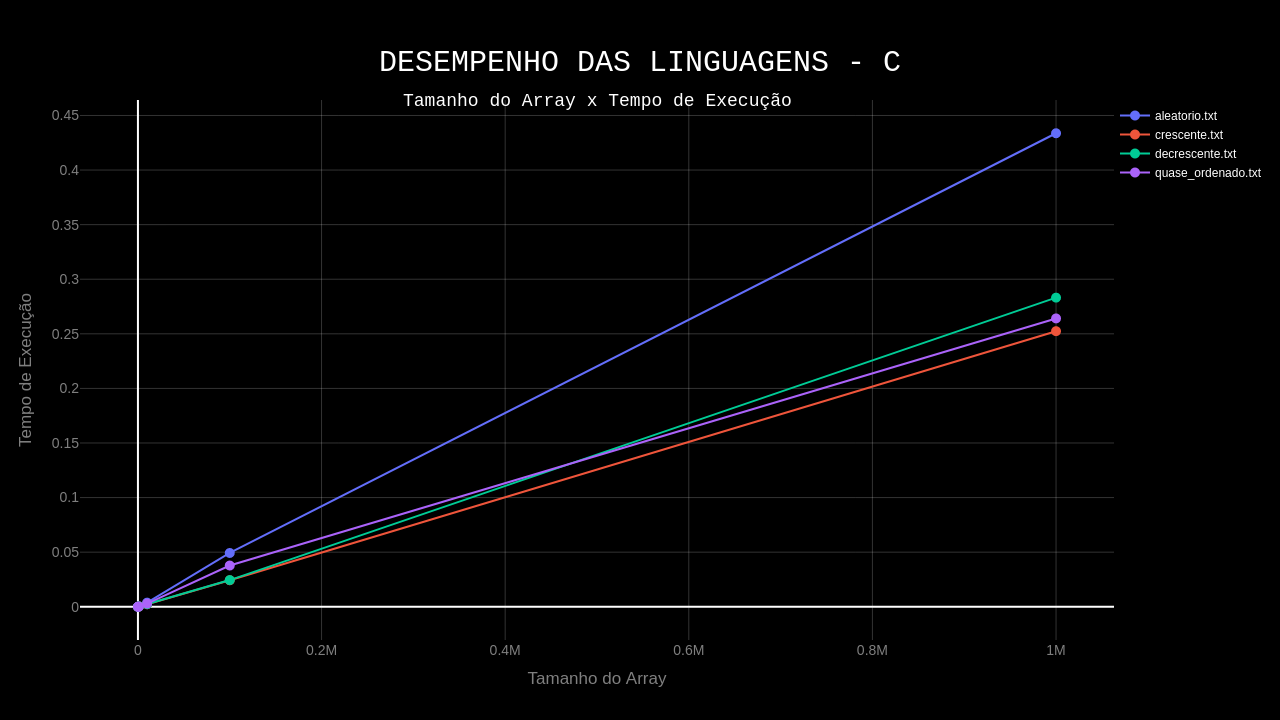 DESEMPENHO DAS LINGUAGENS - C
Tamanho do Array x Tempo de Execução
aleatorio.txt
crescente.txt
decrescente.txt
quase_ordenado.txt
Tempo de Execução
0.45
0.4
0.35
0.3
0.25
0.2
0.15
0.1
0.05
0
0 0.2M 0.4M 0.6M 0.8M 1M
Tamanho do Array